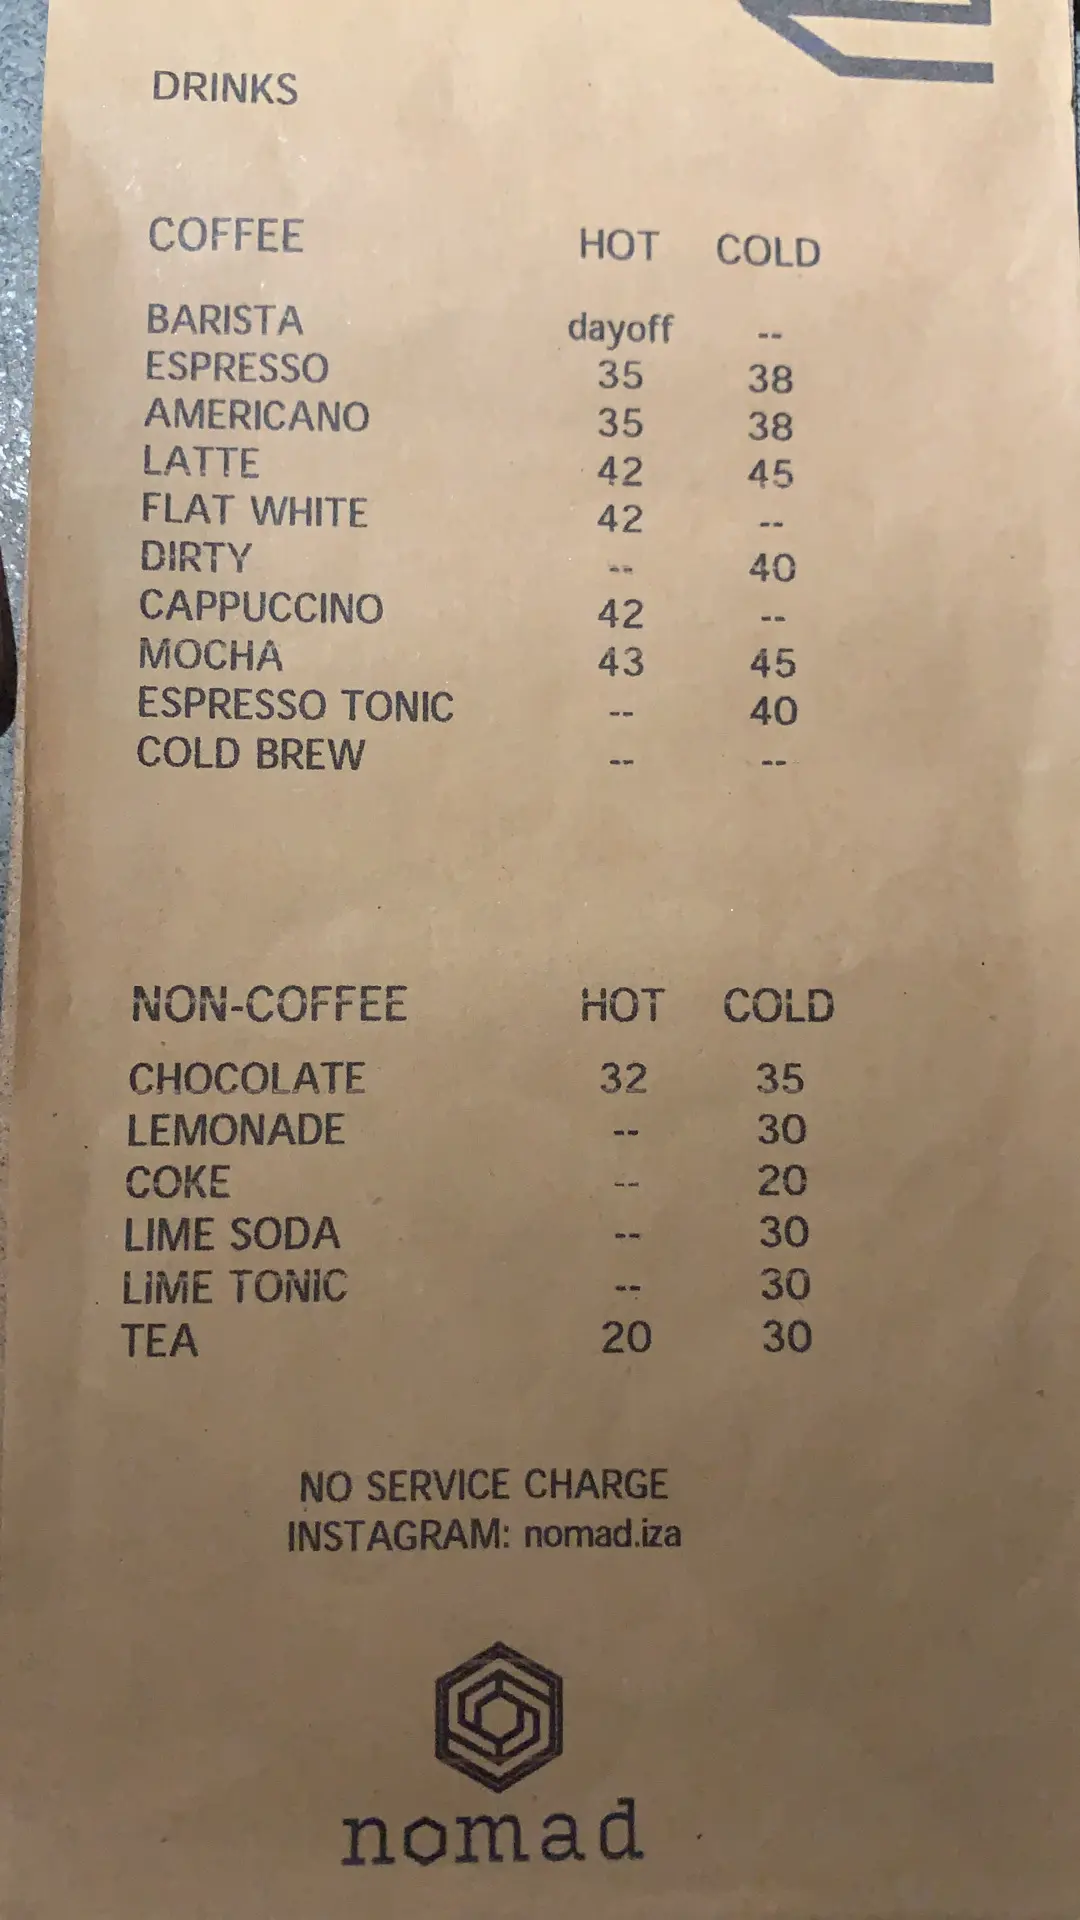 DRINKS
COFFEE HOT COLD
BARISTA dayoff --
ESPRESSO 35 38
AMERICANO 35 38
LATTE 42 45
FLAT WHITE 42 --
DIRTY -- 40
CAPPUCCINO 42 --
MOCHA 43 45
ESPRESSO TONIC -- 40
COLD BREW -- --
NON-COFFEE HOT COLD
CHOCOLATE 32 35
LEMONADE -- 30
COKE -- 20
LIME SODA -- 30
LIME TONIC -- 30
TEA 20 30
NO SERVICE CHARGE
INSTAGRAM: nomad.iza
nomad